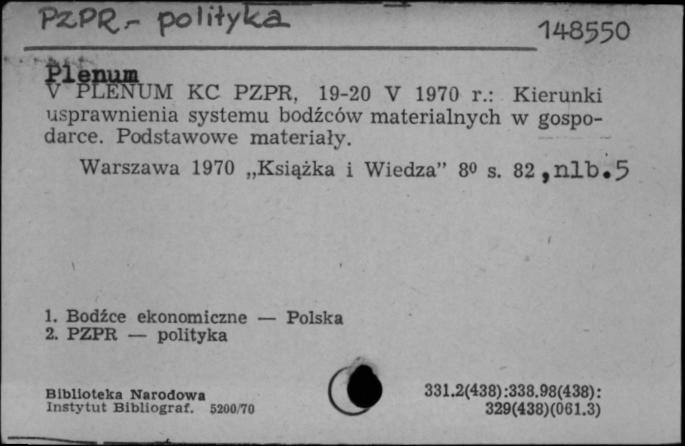 PZPR.- polityka
148550
Plenum
V PLENUM KC PZPR, 19-20 V 1970 r.: Kierunki
usprawnienia systemu bodźców materialnych w gospo-
darce. Podstawowe materiały.
Warszawa 1970 „Książka i Wiedza” 8º s. 82, nlb.5
1. Bodźce ekonomiczne — Polska
2. PZPR — polityka
Biblioteka Narodowa
Instytut Bibliograf. 5200/70
331.2(438):338.98(438):
329(438)(061.3)